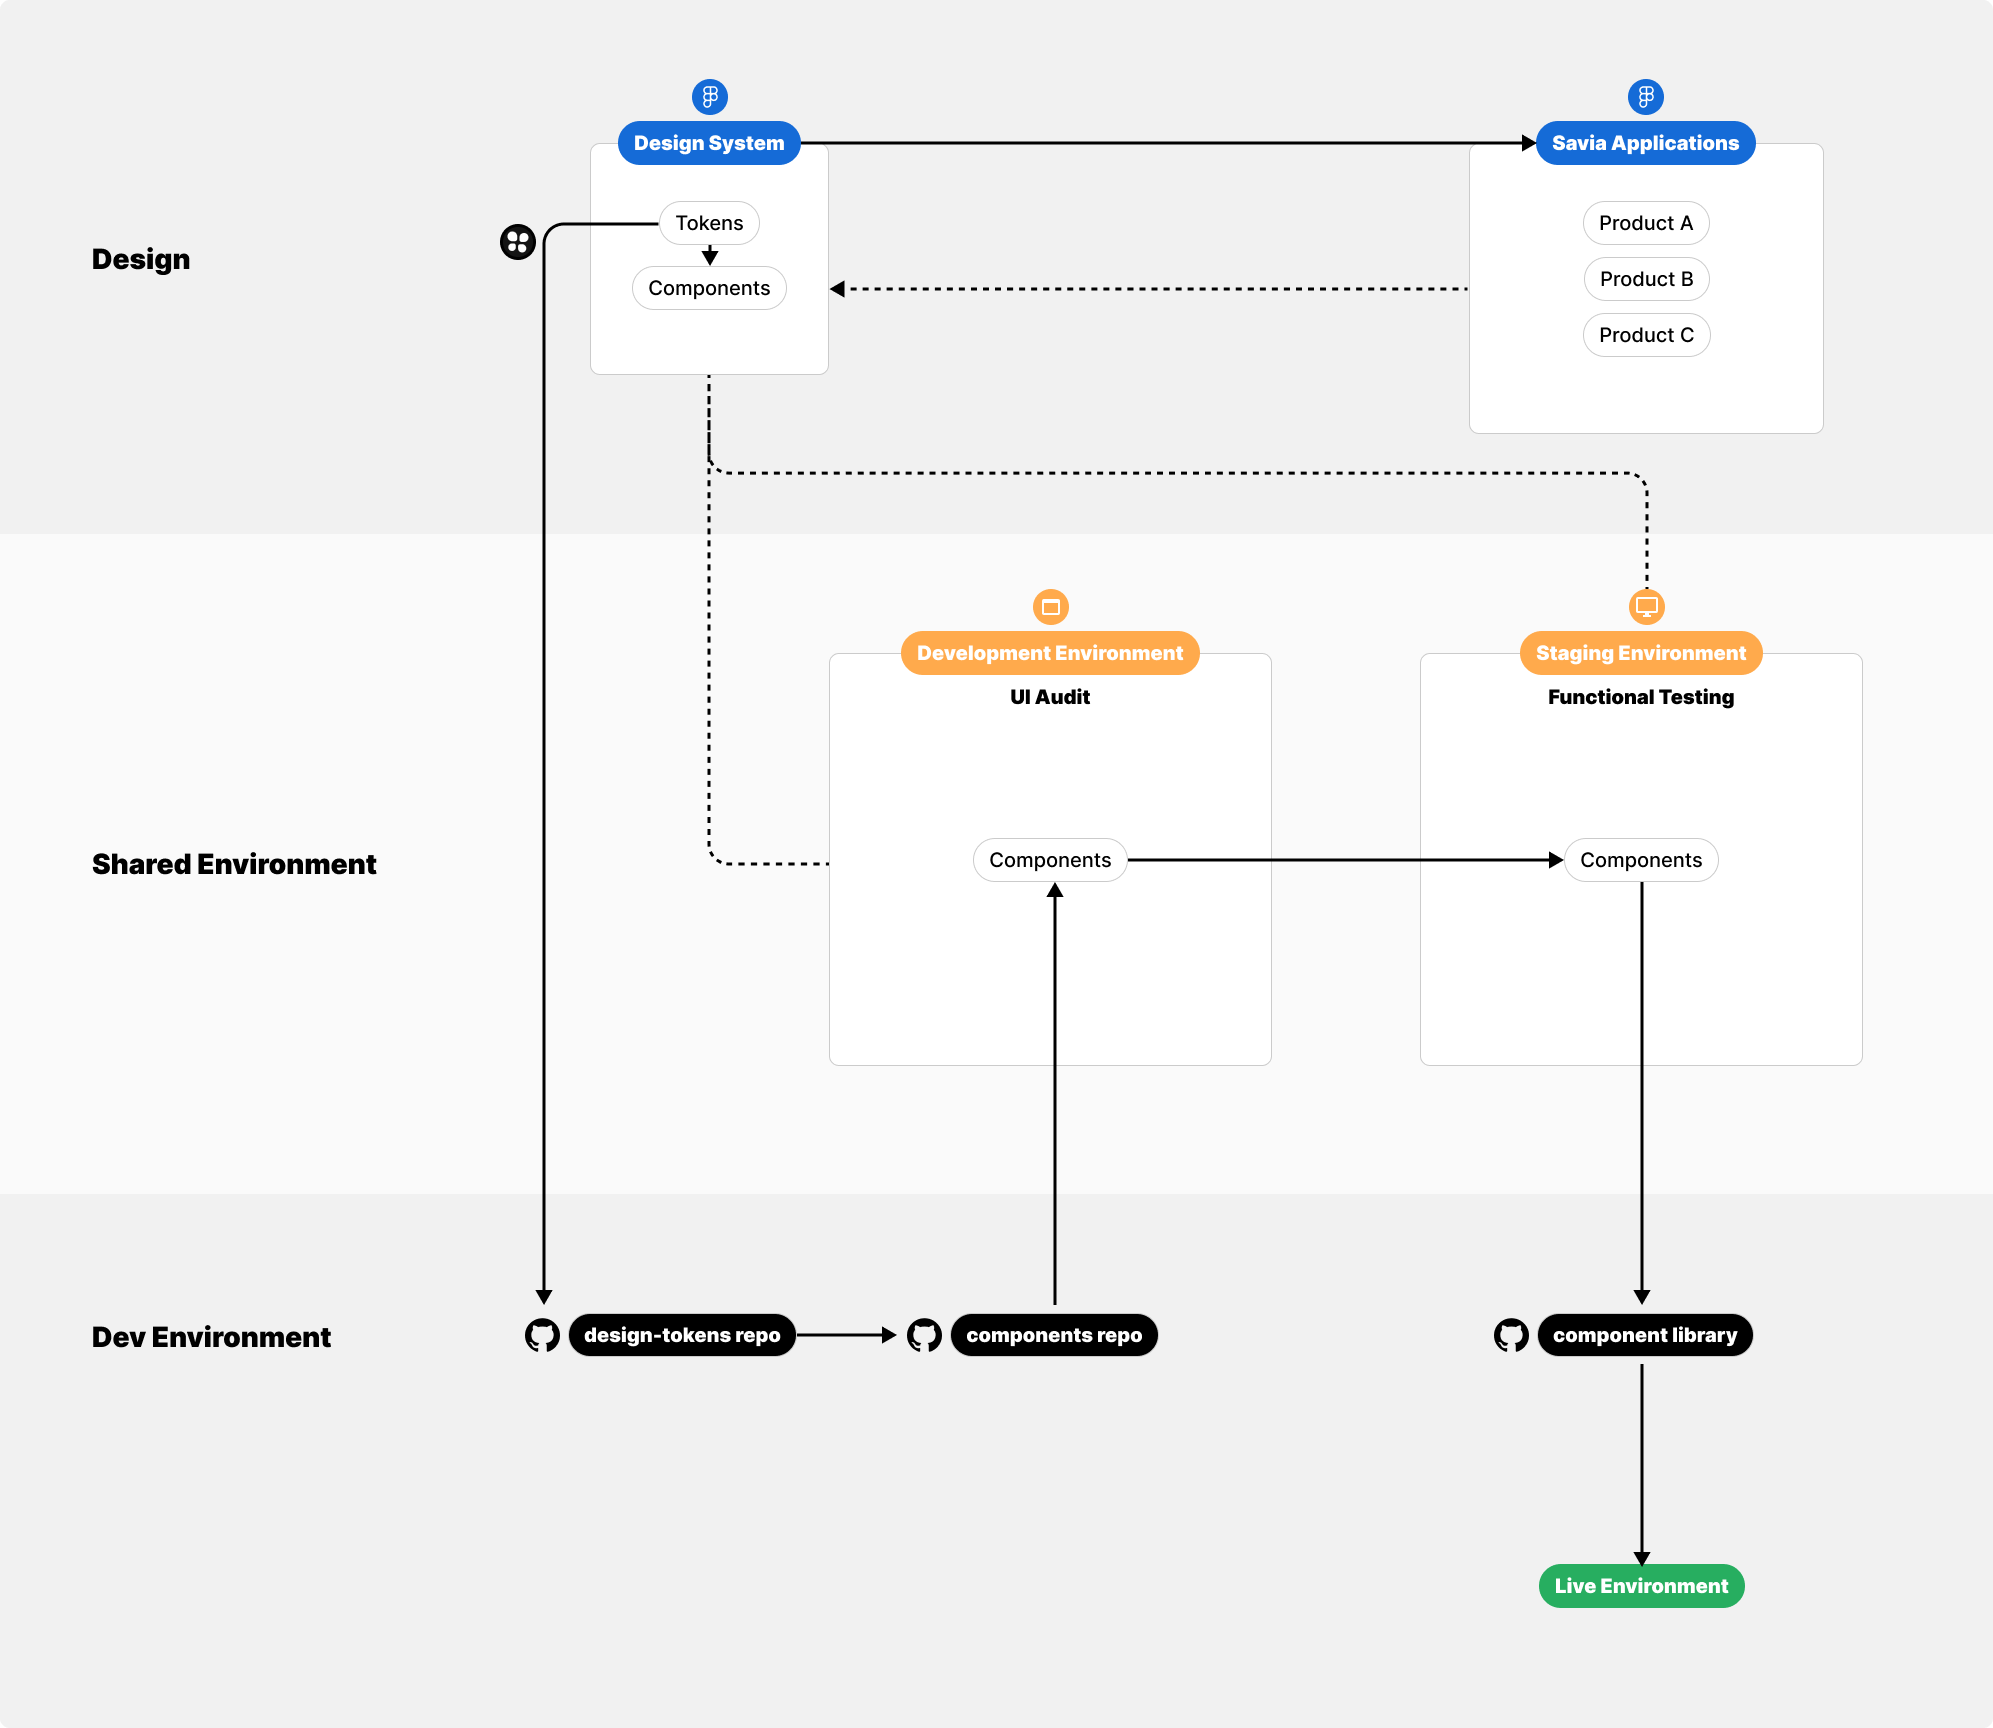 Design System
Savia Applications
Tokens
Product A
Design
Components
Product B
Product C
Development Environment
Staging Environment
UI Audit
Functional Testing
Shared Environment
Components
Components
Dev Environment
design-tokens repo
components repo
component library
Live Environment